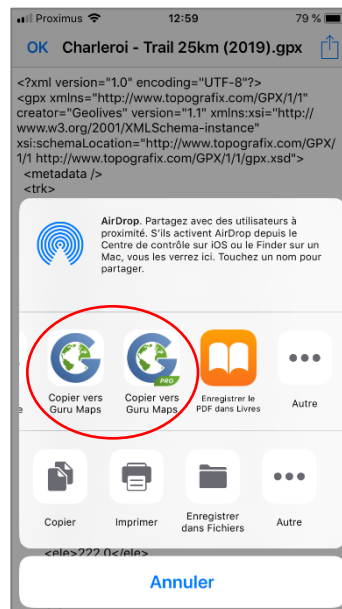 Proximus 12:59 79 %
OK Charleroi - Trail 25km (2019).gpx
<?xml version="1.0" encoding="UTF-8"?>
<gpx xmlns="http://www.topografix.com/GPX/1/1"
creator="Geolives" version="1.1" xmlns:xsi="http://
www.w3.org/2001/XMLSchema-instance"
xsi:schemaLocation="http://www.topografix.com/GPX/
1/1 http://www.topografix.com/GPX/1/1/gpx.xsd">
<metadata />
<trk>
AirDrop. Partagez avec des utilisateurs à
proximité. S'ils activent AirDrop depuis le
Centre de contrôle sur iOS ou le Finder sur un
Mac, vous les verrez ici. Touchez un nom pour
partager.
PRO
e
Copier vers
Guru Maps
Copier vers
Guru Maps
Enregistrer le
PDF dans Livres
Autre
Copier
Imprimer
Enregistrer
dans Fichiers
Autre
<ele>222.0</ele>
Annuler